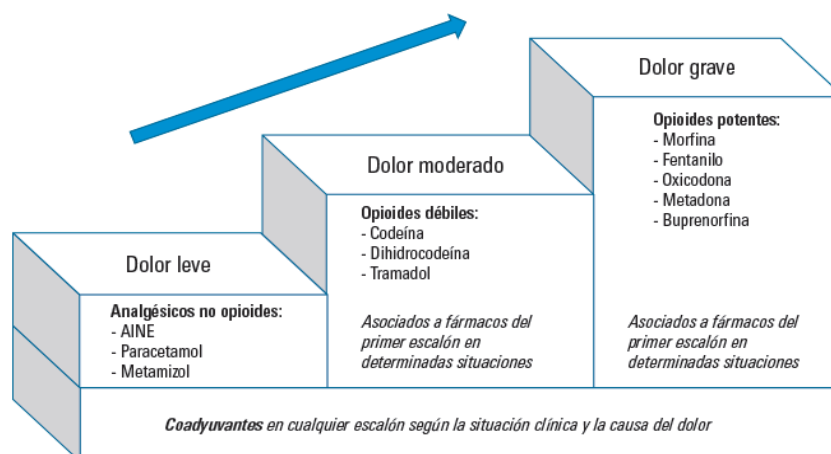 Dolor grave
Opioides potentes:
- Morfina
- Fentanilo
- Oxicodona
- Metadona
- Buprenorfina
Asociados a fármacos del
primer escalón en
determinadas situaciones
Dolor moderado
Opioides débiles:
- Codeína
- Dihidrocodeína
- Tramadol
Asociados a fármacos del
primer escalón en
determinadas situaciones
Dolor leve
Analgésicos no opioides:
- AINE
- Paracetamol
- Metamizol
Coadyuvantes en cualquier escalón según la situación clínica y la causa del dolor